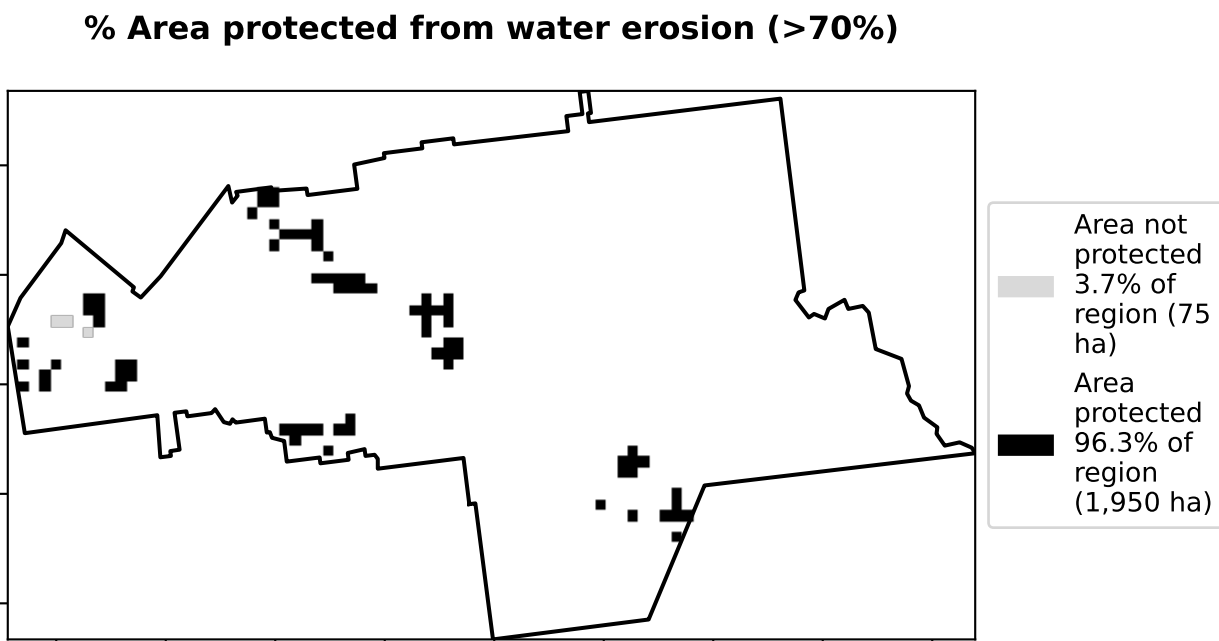 % Area protected from water erosion (>70%)
Area not
protected
3.7% of
region (75
ha)
Area
protected
96.3% of
region
(1,950 ha)